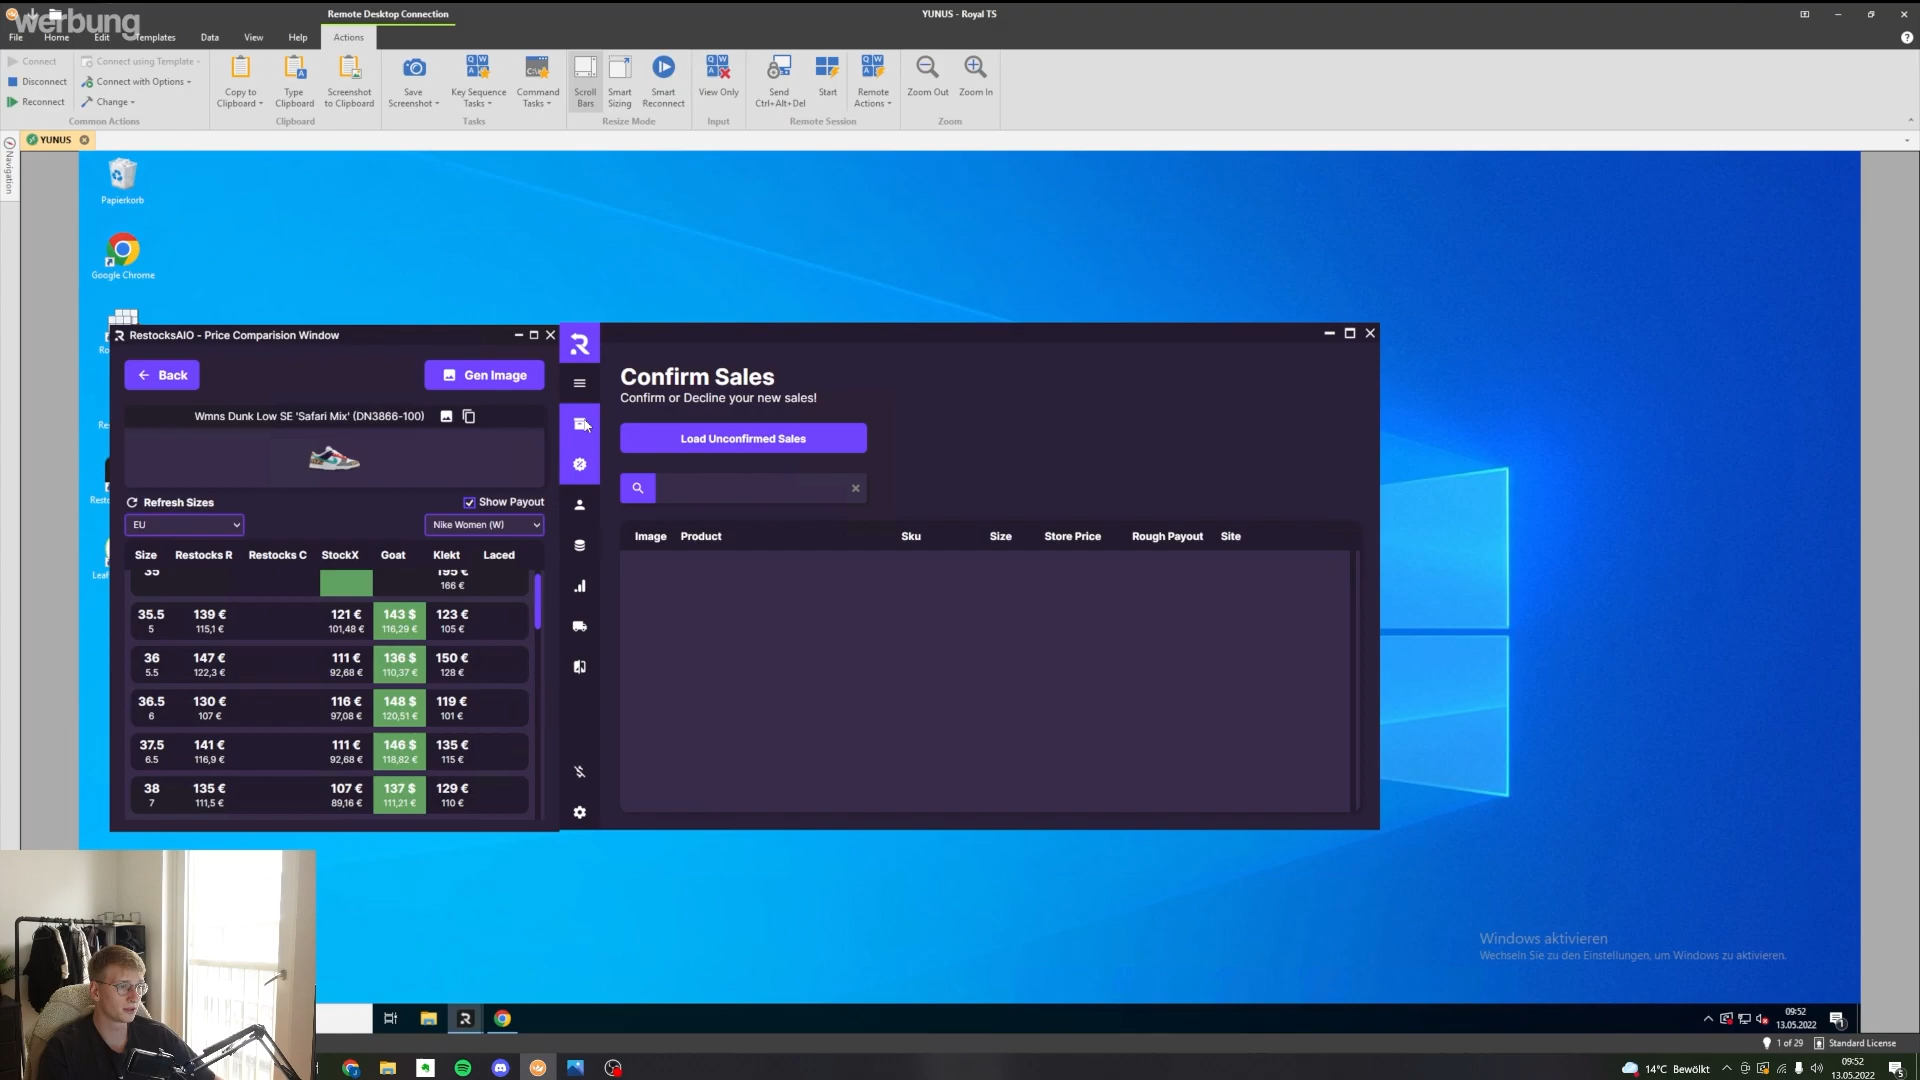 werbung
Remote Desktop Connection
YUNUS - Royal TS
File
Home
Edit
Templates
Data
View
Help
Actions
Connect
Connect using Template
Disconnect
Connect with Options
Reconnect
Change
Common Actions
Copy to Clipboard
Type Clipboard
Screenshot to Clipboard
Clipboard
Save Screenshot
Key Sequence Tasks
Command Tasks
Tasks
Scroll Bars
Smart Sizing
Smart Reconnect
Resize Mode
View Only
Input
Send Ctrl+Alt+Del
Start
Remote Actions
Remote Session
Zoom Out
Zoom In
Zoom
YUNUS
Navigation
Papierkorb
Google Chrome
RestocksAIO - Price Comparision Window
Back
Gen Image
Wmns Dunk Low SE 'Safari Mix' (DN3866-100)
Refresh Sizes
Show Payout
EU
Nike Women (W)
Size Restocks R Restocks C StockX Goat Klekt Laced
35 195 €
166 €
35.5 139 € 121 € 143 $ 123 €
5 115,1 € 101,48 € 116,29 € 105 €
36 147 € 111 € 136 $ 150 €
5.5 122,3 € 92,68 € 110,37 € 128 €
36.5 130 € 116 € 148 $ 119 €
6 107 € 97,08 € 120,51 € 101 €
37.5 141 € 111 € 146 $ 135 €
6.5 116,9 € 92,68 € 118,82 € 115 €
38 135 € 107 € 137 $ 129 €
7 111,5 € 89,16 € 111,21 € 110 €
Confirm Sales
Confirm or Decline your new sales!
Load Unconfirmed Sales
Image Product Sku Size Store Price Rough Payout Site
Windows aktivieren
Wechseln Sie zu den Einstellungen, um Windows zu aktivieren.
09:52
13.05.2022
1 of 29
Standard License
14°C Bewölkt
09:52
13.05.2022